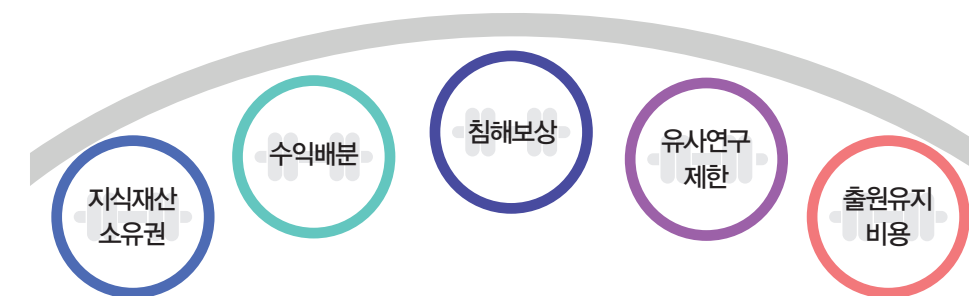 지식재산
소유권
수익배분
침해보상
유사연구
제한
출원유지
비용